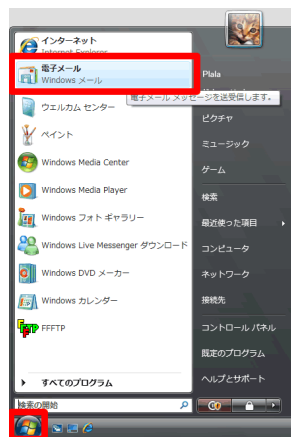 インターネット
Internet Explorer
電子メール
Windows メール
電子メール メッセージを送受信します。
ウエルカム センター
ペイント
Windows Media Center
Windows Media Player
Windows フォト ギャラリー
Windows Live Messenger ダウンロード
Windows DVD メーカー
Windows カレンダー
FFFTP
すべてのプログラム
検索の開始
Plala
ピクチャ
ミュージック
ゲーム
検索
最近使った項目
コンピュータ
ネットワーク
接続先
コントロール パネル
既定のプログラム
ヘルプとサポート